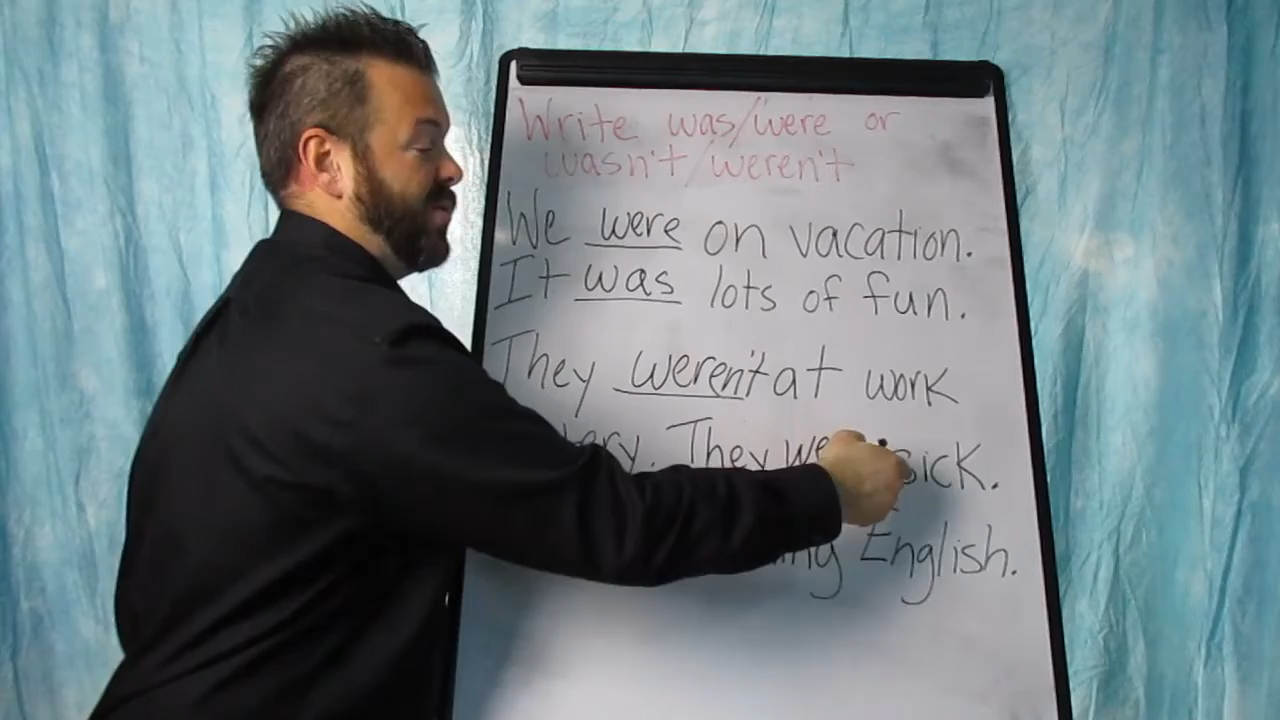 Write was/were or
wasn't/weren't
We were on vacation.
It was lots of fun.
They weren't at work
They sick.
English.